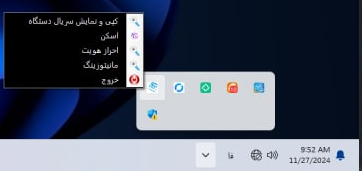 کپی و نمایش سریال دستگاه
اسکن
احراز هویت
مانیتورینگ
خروج
فا
9:52 AM
11/27/2024